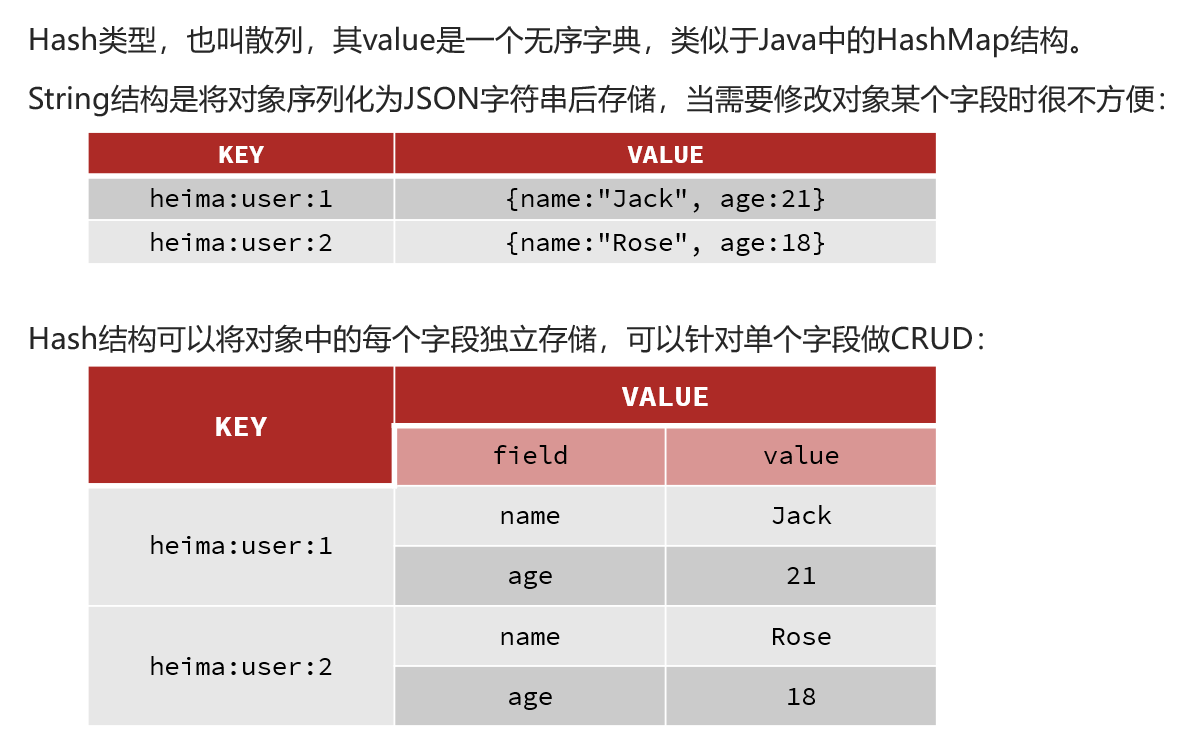 Hash类型，也叫散列，其value是一个无序字典，类似于Java中的HashMap结构。
String结构是将对象序列化为JSON字符串后存储，当需要修改对象某个字段时很不方便：
KEY VALUE
heima:user:1 {name:"Jack", age:21}
heima:user:2 {name:"Rose", age:18}
Hash结构可以将对象中的每个字段独立存储，可以针对单个字段做CRUD：
KEY VALUE
field value
heima:user:1 name Jack
age 21
heima:user:2 name Rose
age 18